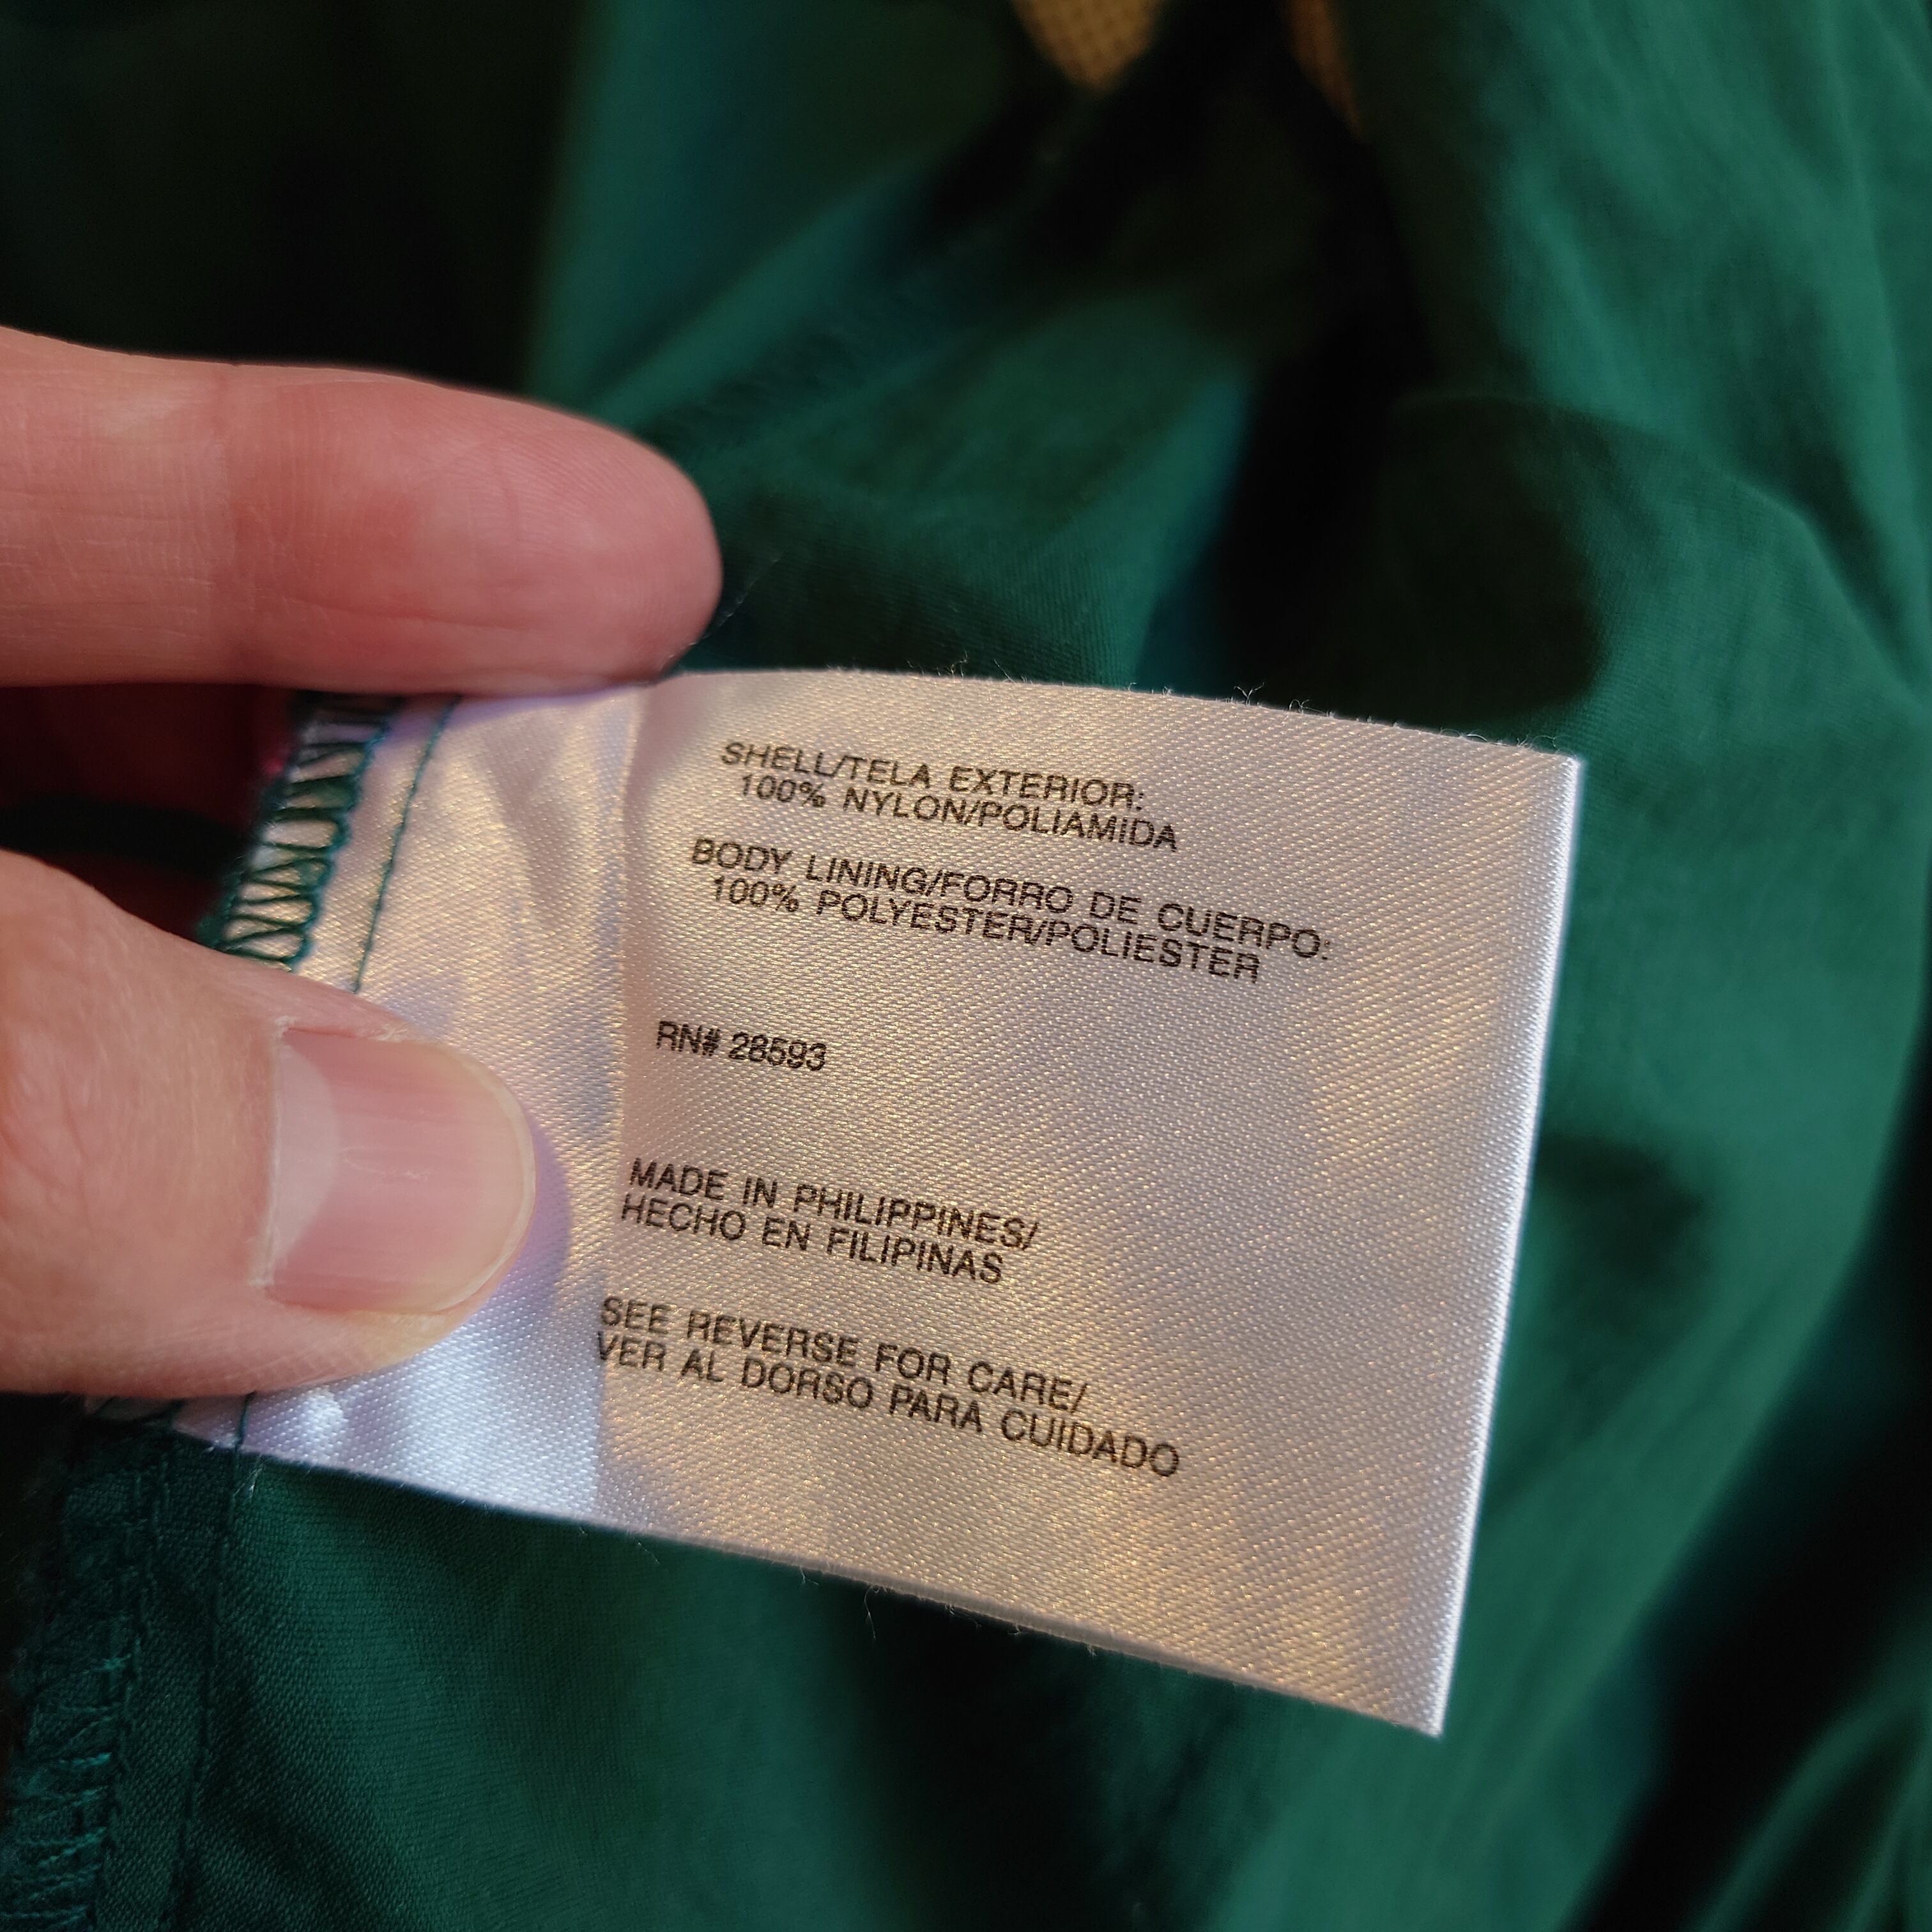 SHELL/TELA EXTERIOR:
100% NYLON/POLIAMIDA
BODY LINING/FORRO DE CUERPO:
100% POLYESTER/POLIESTER
RN# 28593
MADE IN PHILIPPINES/
HECHO EN FILIPINAS
SEE REVERSE FOR CARE/
VER AL DORSO PARA CUIDADO